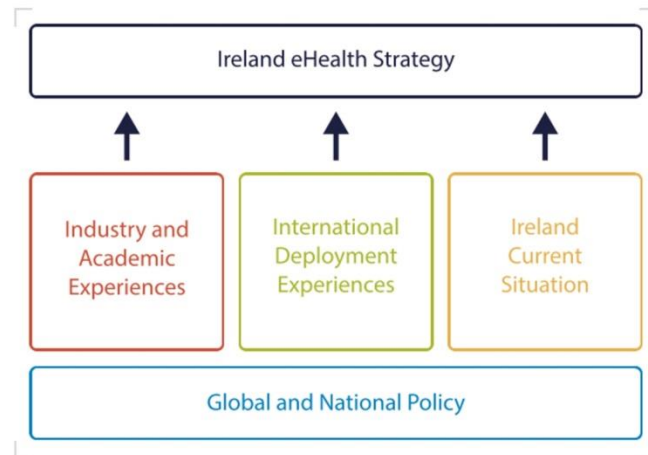 Ireland eHealth Strategy
Industry and
Academic
Experiences
International
Deployment
Experiences
Ireland
Current
Situation
Global and National Policy